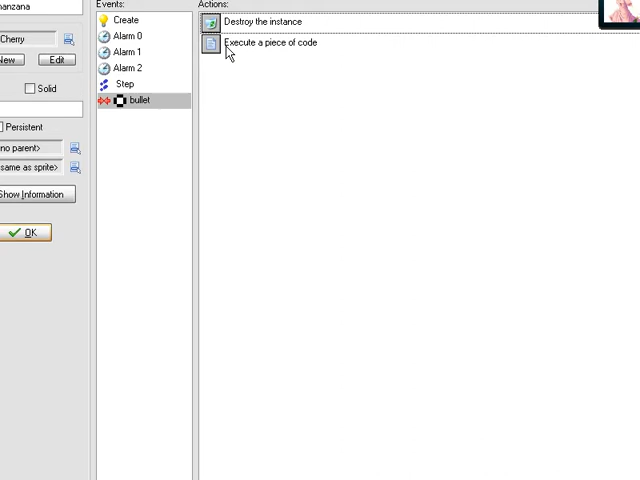 manzana
Events:
Actions:
Create
Destroy the instance
Cherry
Alarm 0
Execute a piece of code
New
Edit
Alarm 1
Alarm 2
Solid
Step
bullet
Persistent
no parent>
same as sprite>
Show Information
OK